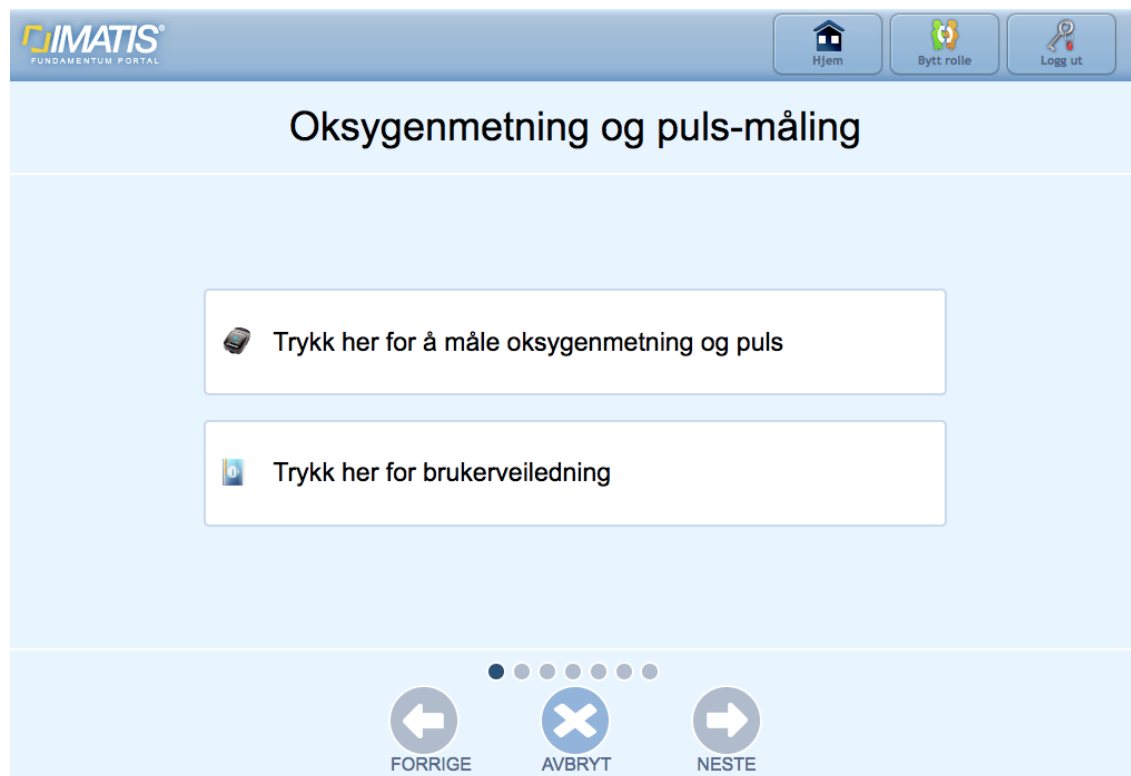 IMATIS®
FUNDAMENTUM PORTAL
Hjem
Bytt rolle
Logg ut
Oksygenmetning og puls-måling
Trykk her for å måle oksygenmetning og puls
Trykk her for brukerveiledning
FORRIGE
AVBRYT
NESTE